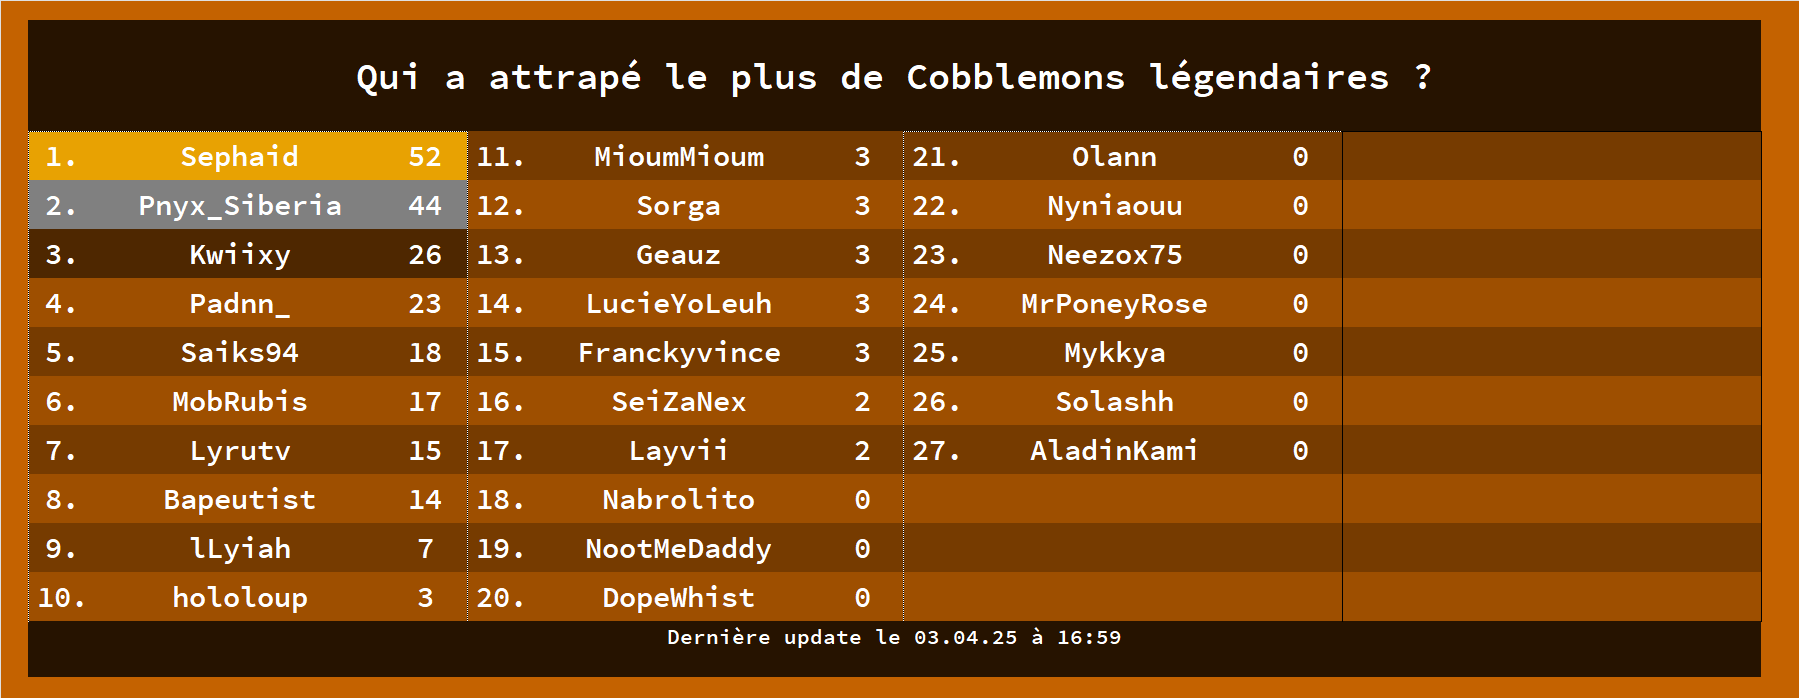 Qui a attrapé le plus de Cobblemons légendaires ?
1. Sephaid 52
2. Pnyx_Siberia 44
3. Kwiixy 26
4. Padnn_ 23
5. Saiks94 18
6. MobRubis 17
7. Lyrutv 15
8. Bapeutist 14
9. lLyiah 7
10. hololoup 3
11. MioumMioum 3
12. Sorga 3
13. Geauz 3
14. LucieYoLeuh 3
15. Franckyvince 3
16. SeiZaNex 2
17. Layvii 2
18. Nabrolito 0
19. NootMeDaddy 0
20. DopeWhist 0
21. Olann 0
22. Nyniaouu 0
23. Neezox75 0
24. MrPoneyRose 0
25. Mykkya 0
26. Solashh 0
27. AladinKami 0
Dernière update le 03.04.25 à 16:59